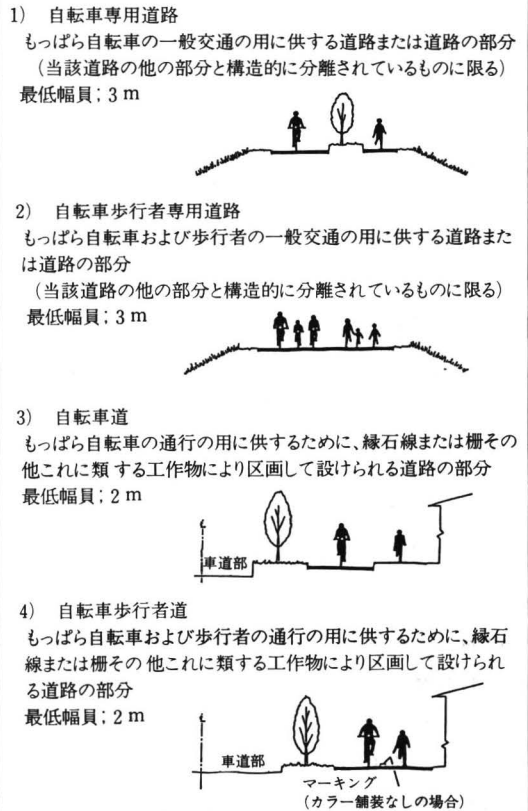 1) 自転車専用道路
もっぱら自転車の一般交通の用に供する道路または道路の部分
(当該道路の他の部分と構造的に分離されているものに限る)
最低幅員；3 m
2) 自転車歩行者専用道路
もっぱら自転車および歩行者の一般交通の用に供する道路また
は道路の部分
(当該道路の他の部分と構造的に分離されているものに限る)
最低幅員；3 m
3) 自転車道
もっぱら自転車の通行の用に供するために、縁石線または柵その
他これに類 する工作物により区画して設けられる道路の部分
最低幅員；2 m
車道部
4) 自転車歩行者道
もっぱら自転車および歩行者の通行の用に供するために、縁石
線または柵その 他これに類する工作物により区画して設けられ
る道路の部分
最低幅員；2 m
車道部
マーキング
(カラー舗装なしの場合)